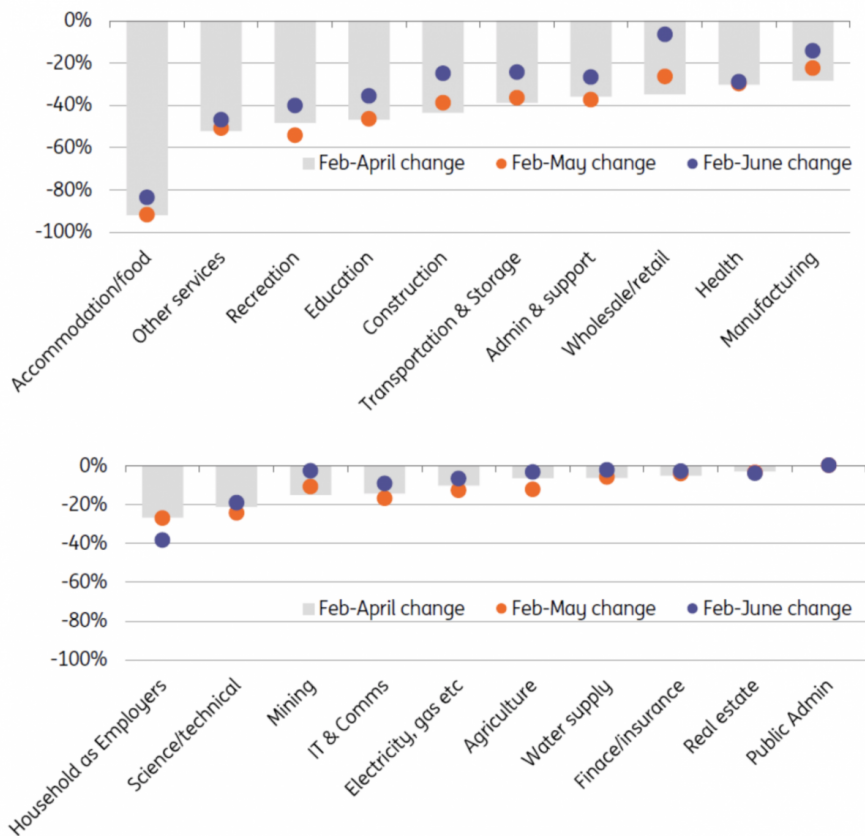 0%
-20%
-40%
-60%
-80%
-100%
Feb-April change Feb-May change Feb-June change
Accommodation/food
Other services
Recreation
Education
Construction
Transportation & Storage
Admin & support
Wholesale/retail
Health
Manufacturing
0%
-20%
-40%
-60%
-80%
-100%
Feb-April change Feb-May change Feb-June change
Household as Employers
Science/technical
Mining
IT & Comms
Electricity, gas etc
Agriculture
Water supply
Finace/insurance
Real estate
Public Admin